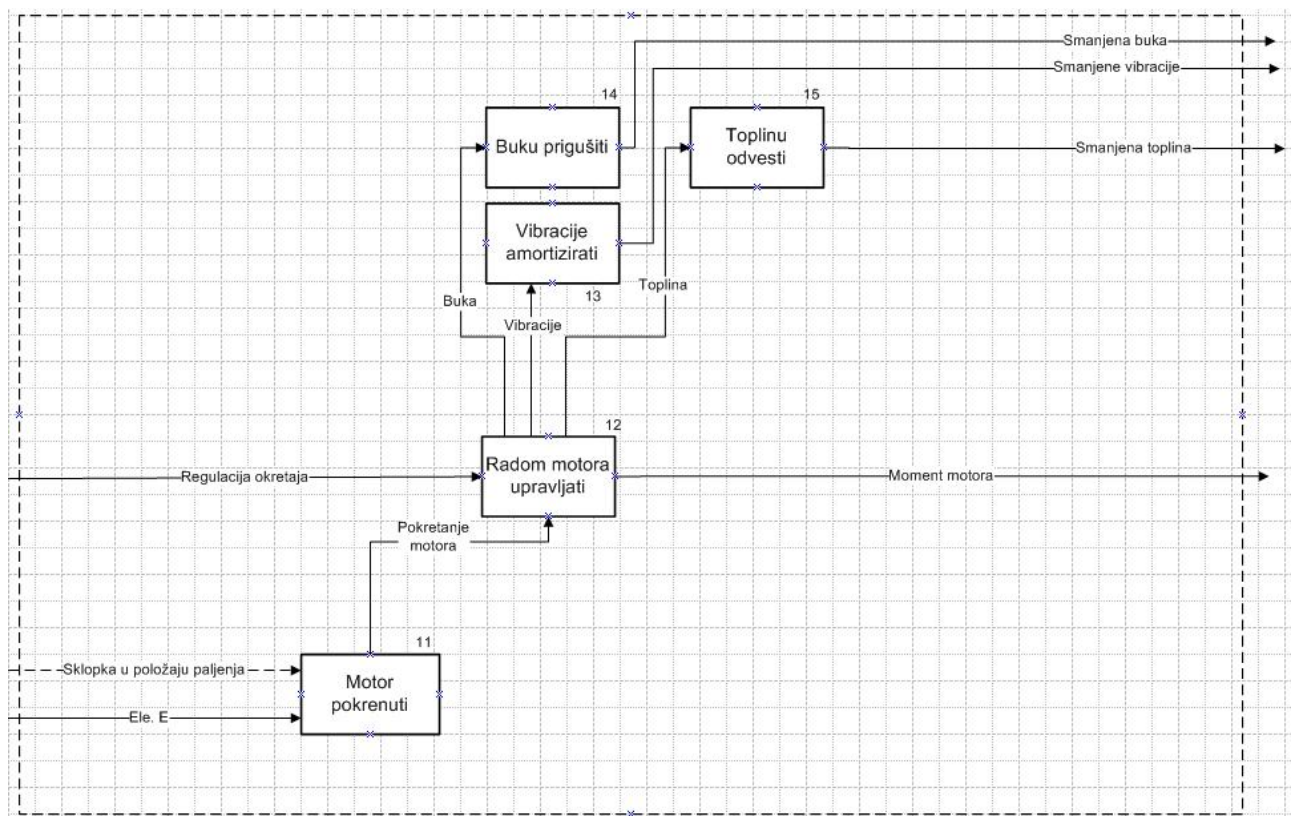 Smanjena buka
Smanjene vibracije
14
15
Buku prigušiti
Toplinu
odvesti
Smanjena toplina
Vibracije
amortizirati
13
Toplina
Buka
Vibracije
12
Radom motora
upravljati
Regulacija okretaja
Moment motora
Pokretanje
motora
11
Sklopka u položaju paljenja
Motor
pokrenuti
Ele. E